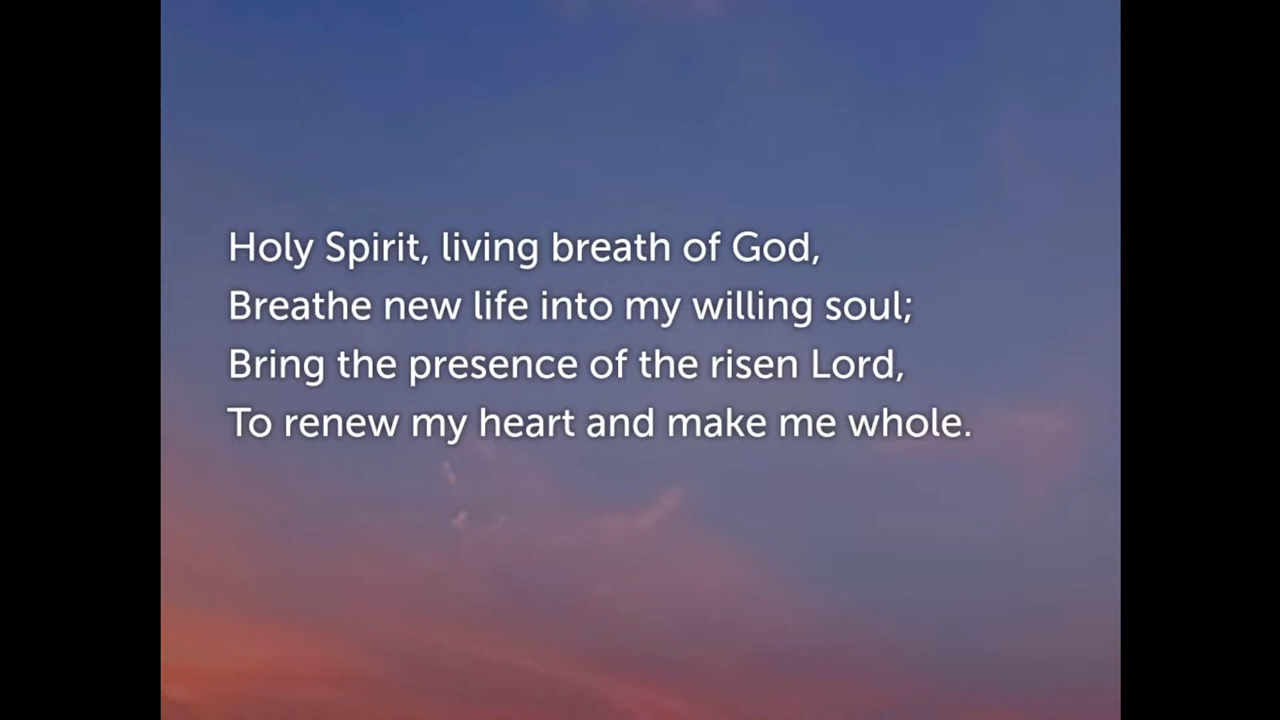 Holy Spirit, living breath of God,
Breathe new life into my willing soul;
Bring the presence of the risen Lord,
To renew my heart and make me whole.